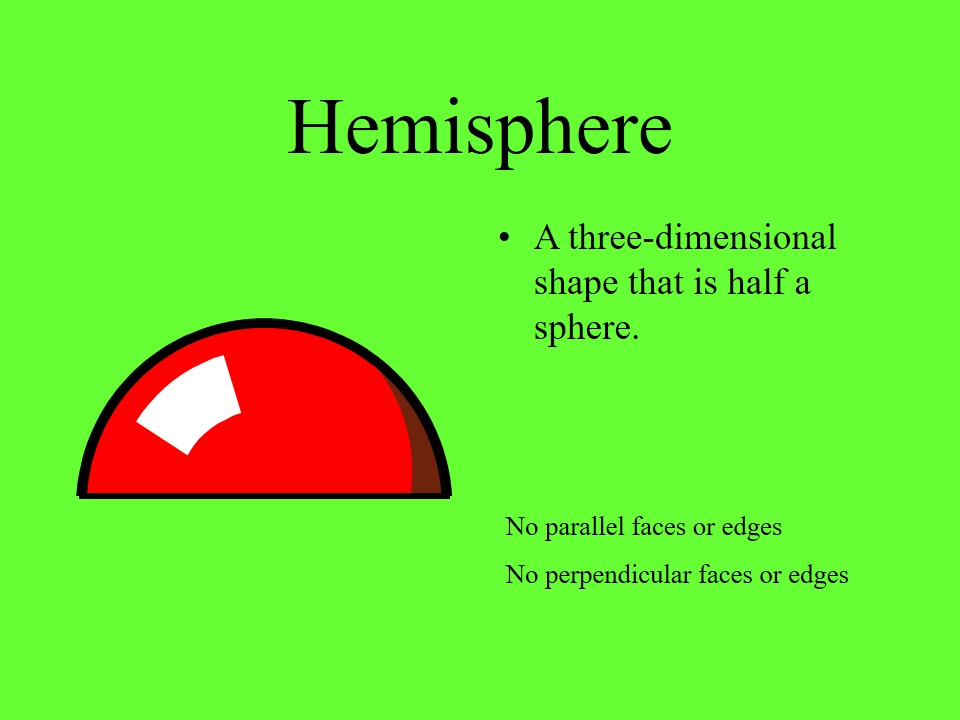 Hemisphere
• A three-dimensional
shape that is half a
sphere.
No parallel faces or edges
No perpendicular faces or edges